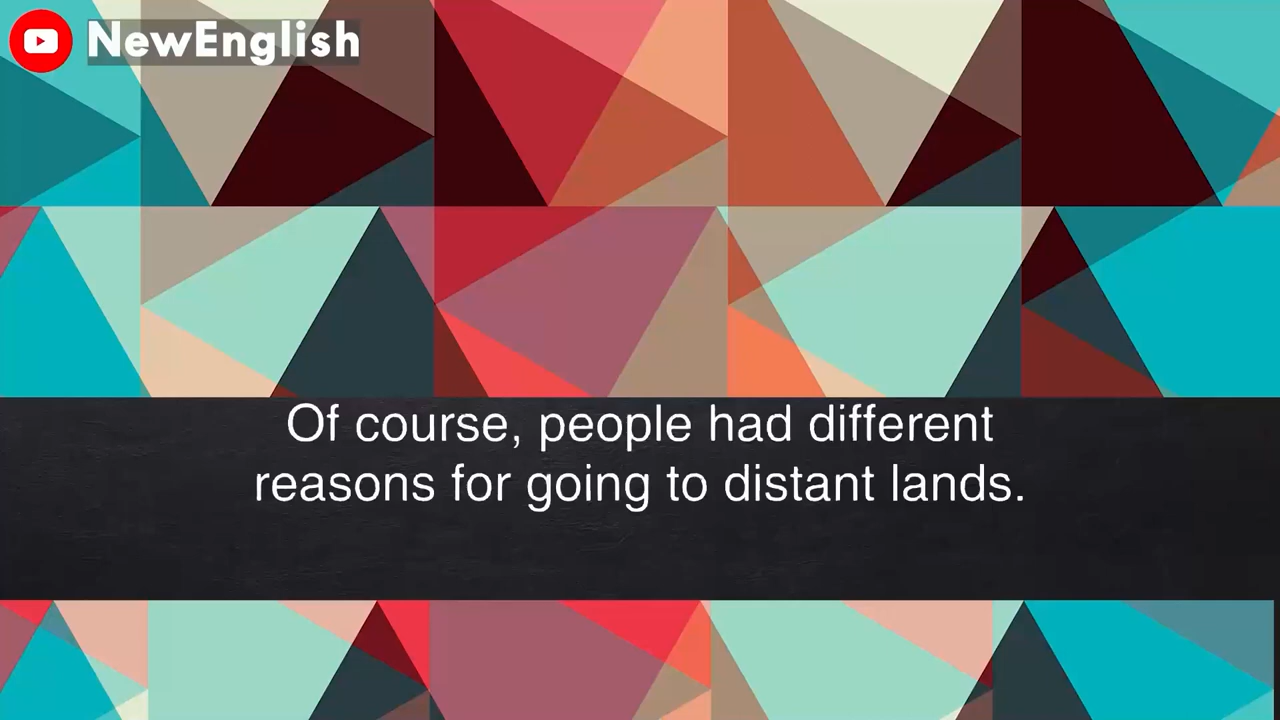 NewEnglish
Of course, people had different
reasons for going to distant lands.